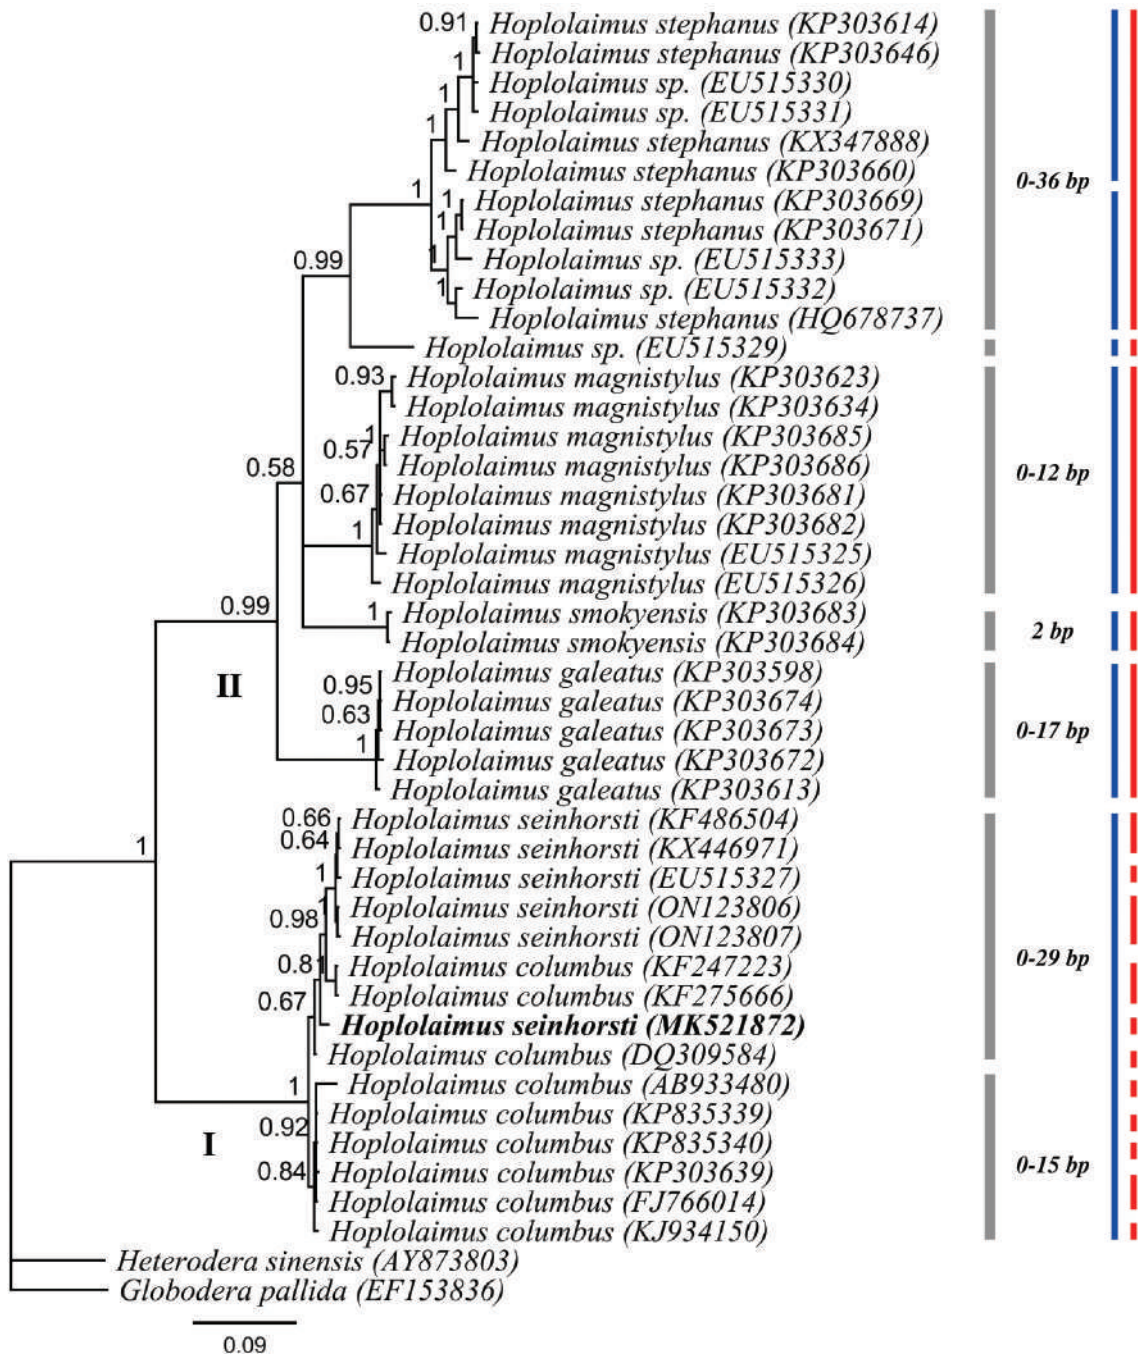 0.91
Hoplolaimus stephanus (KP303614)
Hoplolaimus stephanus (KP303646)
1
Hoplolaimus sp. (EU515330)
1
Hoplolaimus sp. (EU515331)
1
Hoplolaimus stephanus (KX347888)
Hoplolaimus stephanus (KP303660)
0-36 bp
1
1
Hoplolaimus stephanus (KP303669)
1
Hoplolaimus stephanus (KP303671)
0.99
1
Hoplolaimus sp. (EU515333)
1
Hoplolaimus sp. (EU515332)
Hoplolaimus stephanus (HQ678737)
Hoplolaimus sp. (EU515329)
0.93
Hoplolaimus magnistylus (KP303623)
Hoplolaimus magnistylus (KP303634)
1
Hoplolaimus magnistylus (KP303685)
0.57
Hoplolaimus magnistylus (KP303686)
0.58
0-12 bp
0.67
Hoplolaimus magnistylus (KP303681)
1
Hoplolaimus magnistylus (KP303682)
Hoplolaimus magnistylus (EU515325)
Hoplolaimus magnistylus (EU515326)
0.99
1
Hoplolaimus smokyensis (KP303683)
2 bp
Hoplolaimus smokyensis (KP303684)
II
Hoplolaimus galeatus (KP303598)
0.95
Hoplolaimus galeatus (KP303674)
0.63
Hoplolaimus galeatus (KP303673)
0-17 bp
1
Hoplolaimus galeatus (KP303672)
Hoplolaimus galeatus (KP303613)
0.66
Hoplolaimus seinhorsti (KF486504)
0.64
Hoplolaimus seinhorsti (KX446971)
1
1
Hoplolaimus seinhorsti (EU515327)
1
Hoplolaimus seinhorsti (ON123806)
0.98
Hoplolaimus seinhorsti (ON123807)
0-29 bp
0.8
1
Hoplolaimus columbus (KF247223)
0.67
Hoplolaimus columbus (KF275666)
Hoplolaimus seinhorsti (MK521872)
Hoplolaimus columbus (DQ309584)
1
Hoplolaimus columbus (AB933480)
0.92
Hoplolaimus columbus (KP835339)
I
Hoplolaimus columbus (KP835340)
0.84
Hoplolaimus columbus (KP303639)
0-15 bp
Hoplolaimus columbus (FJ766014)
Hoplolaimus columbus (KJ934150)
Heterodera sinensis (AY873803)
Globodera pallida (EF153836)
0.09